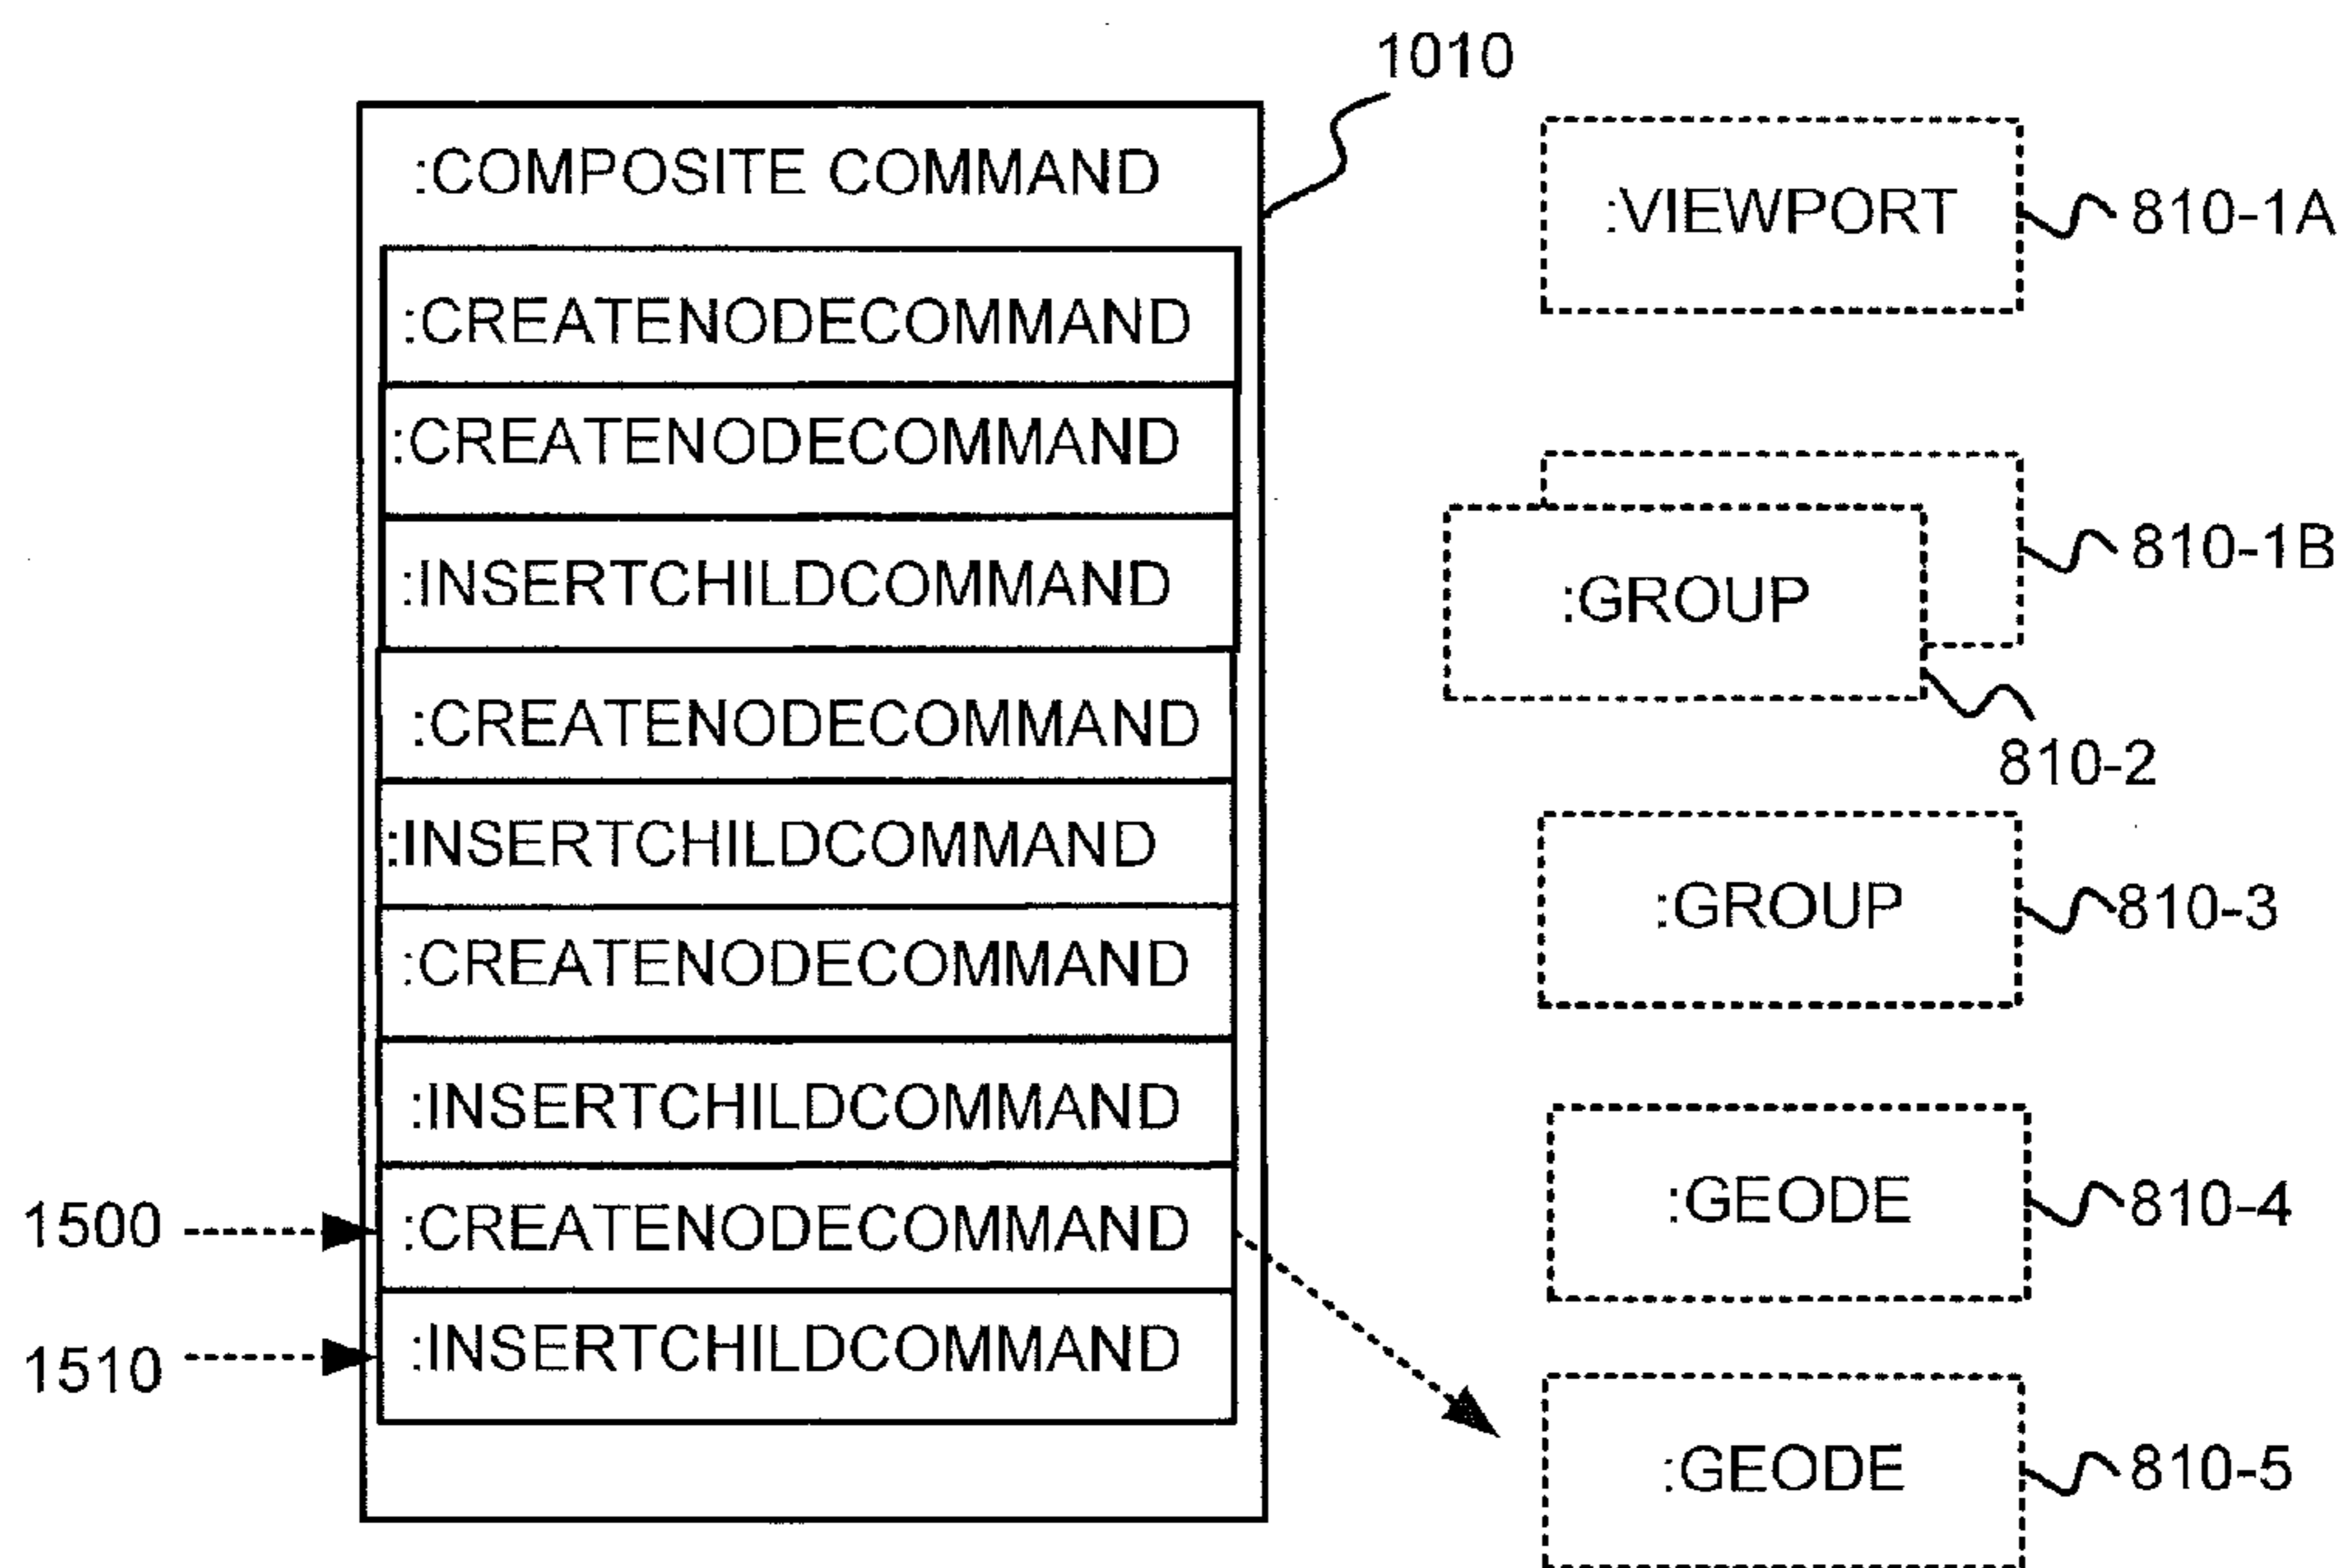 1010
:COMPOSITE COMMAND
:CREATENODECOMMAND
:CREATENODECOMMAND
:INSERTCHILDCOMMAND
:CREATENODECOMMAND
:INSERTCHILDCOMMAND
:CREATENODECOMMAND
:INSERTCHILDCOMMAND
1500
:CREATENODECOMMAND
1510
:INSERTCHILDCOMMAND
:VIEWPORT
810-1A
810-1B
:GROUP
810-2
:GROUP
810-3
:GEODE
810-4
:GEODE
810-5